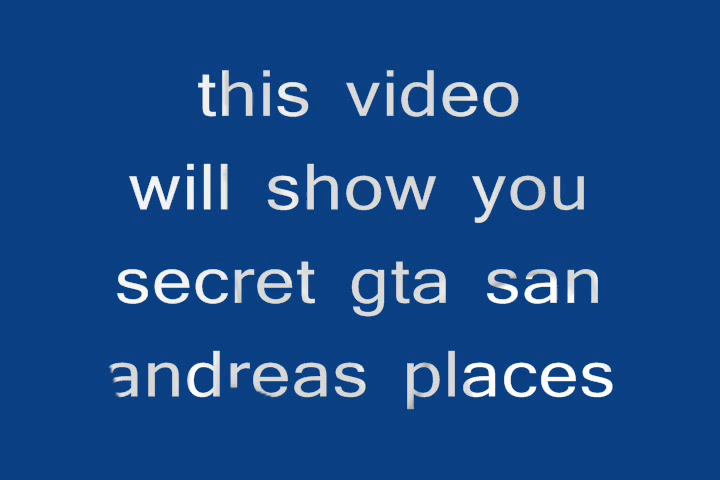 this video
will show you
secret gta san
andreas places